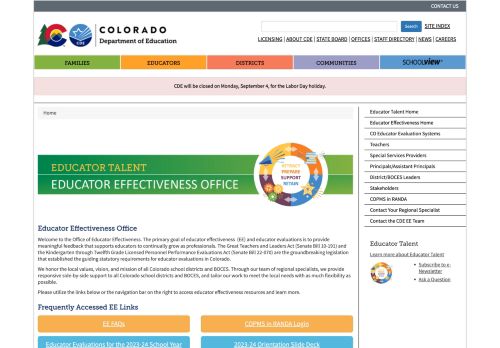 CONTACT US
COLORADO
Department of Education
CDE
Search
SITE INDEX
LICENSING | ABOUT CDE | STATE BOARD | OFFICES | STAFF DIRECTORY | NEWS | CAREERS
FAMILIES
EDUCATORS
DISTRICTS
COMMUNITIES
SCHOOLVIEW
CDE will be closed on Monday, September 4, for the Labor Day holiday.
Home
EDUCATOR TALENT
EDUCATOR EFFECTIVENESS OFFICE
ATTRACT
PREPARE
SUPPORT
RETAIN
Educator Effectiveness Office
Welcome to the Office of Educator Effectiveness. The primary goal of educator effectiveness (EE) and educator evaluations is to provide
meaningful feedback that supports educators to continually grow as professionals. The Great Teachers and Leaders Act (Senate Bill 10-191) and
the Kindergarten through Twelfth Grade Licensed Personnel Performance Evaluations Act (Senate Bill 22-070) are the groundbreaking legislation
that established the guiding statutory requirements for educator evaluations in Colorado.
We honor the local values, vision, and mission of all Colorado school districts and BOCES. Through our team of regional specialists, we provide
responsive side-by-side support to all Colorado school districts and BOCES, and tailor our work to meet the local needs with as much flexibility as
possible.
Please utilize the links below or the navigation bar on the right to access educator effectiveness resources and learn more.
Frequently Accessed EE Links
EE FAQs
COPMS in RANDA Login
Educator Evaluations for the 2023-24 School Year
2023-24 Orientation Slide Deck
Educator Talent Home
Educator Effectiveness Home
CO Educator Evaluation Systems
Teachers
Special Services Providers
Principals/Assistant Principals
District/BOCES Leaders
Stakeholders
COPMS in RANDA
Contact Your Regional Specialist
Contact the CDE EE Team
Educator Talent
Learn more about Educator Talent
Subscribe to e-
Newsletter
Ask a Question